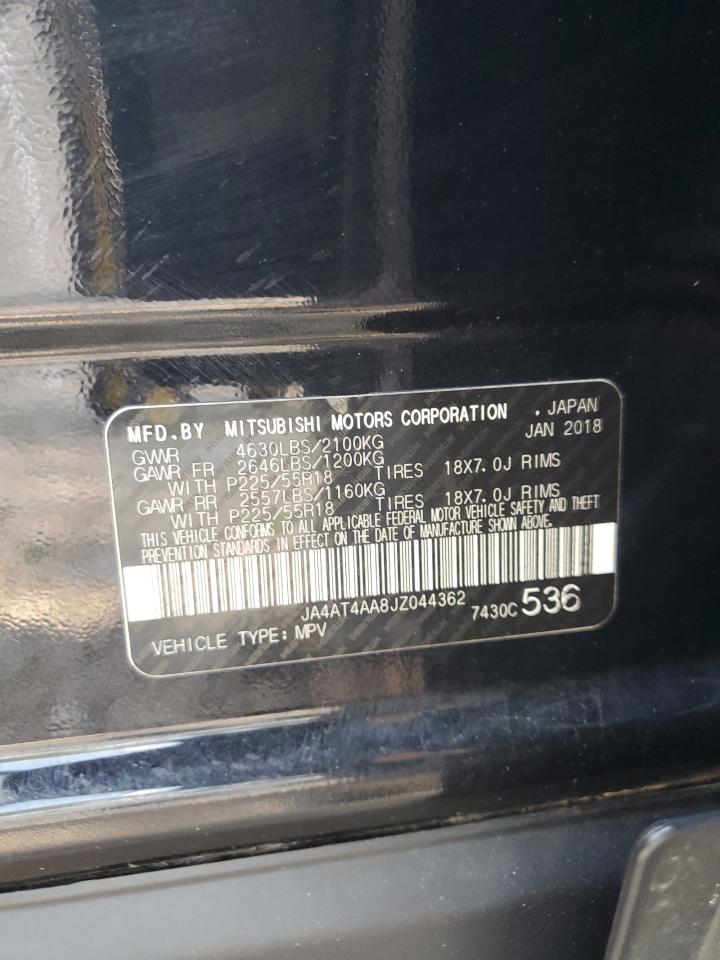 MFD.BY MITSUBISHI MOTORS CORPORATION , JAPAN
JAN 2018
GVWR 4630LBS/2100KG
GAWR FR 2646LBS/1200KG
WITH P225/55R18 TIRES 18X7.0J RIMS
GAWR RR 2557LBS/1160KG
WITH P225/55R18 TIRES 18X7.0J RIMS
THIS VEHICLE CONFORMS TO ALL APPLICABLE FEDERAL MOTOR VEHICLE SAFETY AND THEFT
PREVENTION STANDARDS IN EFFECT ON THE DATE OF MANUFACTURE SHOWN ABOVE.
JA4AT4AA8JZ044362
7430C 536
VEHICLE TYPE: MPV